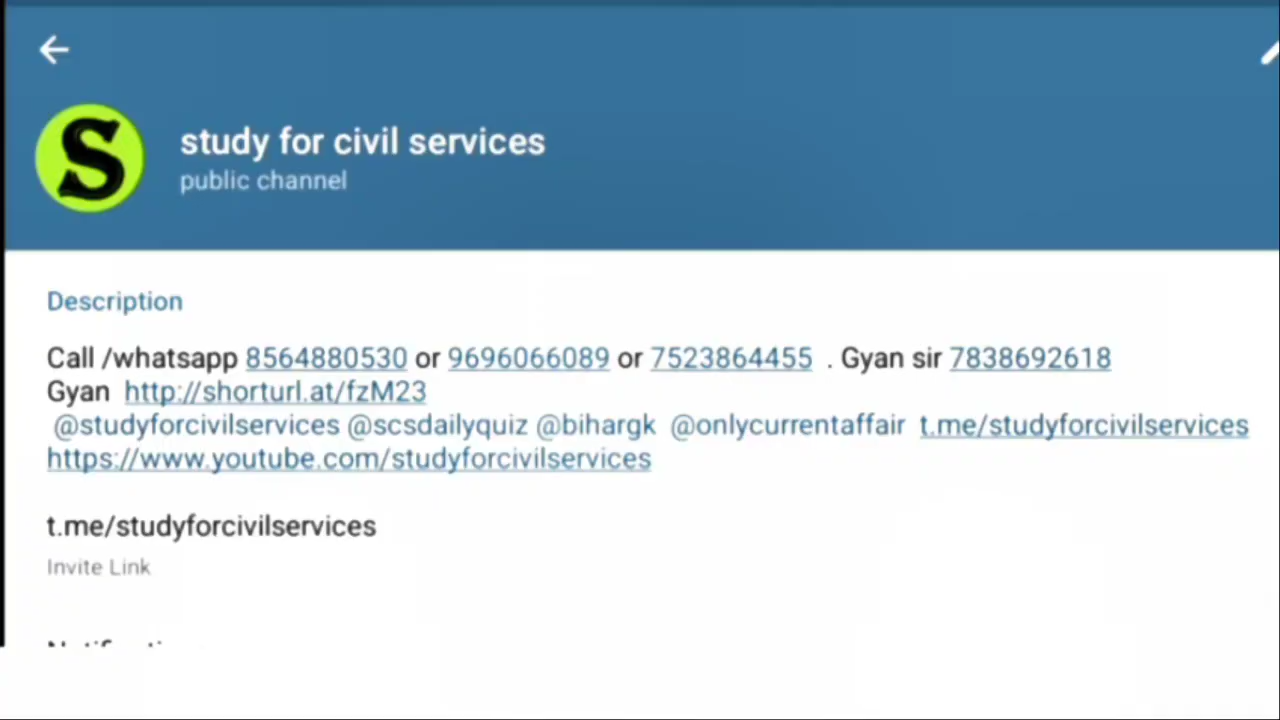 S
study for civil services
public channel
Description
Call /whatsapp 8564880530 or 9696066089 or 7523864455 . Gyan sir 7838692618
Gyan http://shorturl.at/fzM23
@studyforcivilservices @scsdailyquiz @bihargk @onlycurrentaffair t.me/studyforcivilservices
https://www.youtube.com/studyforcivilservices
t.me/studyforcivilservices
Invite Link